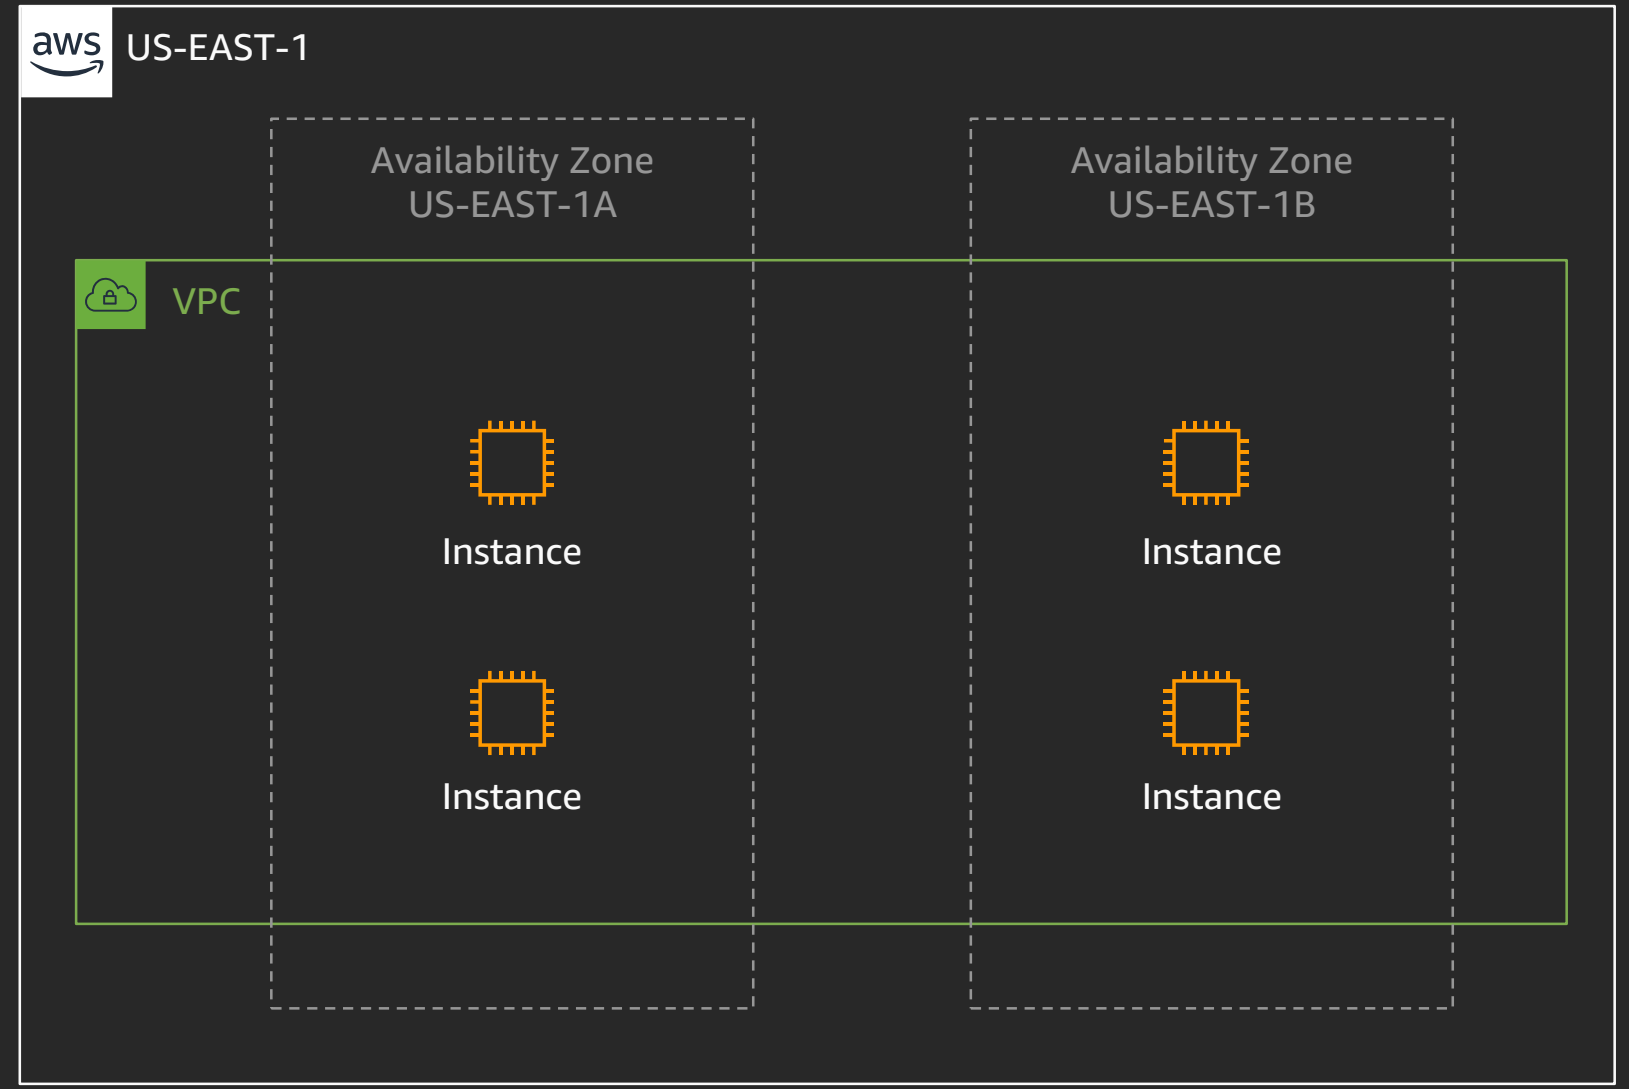 aws
US-EAST-1
Availability Zone
US-EAST-1A
Availability Zone
US-EAST-1B
VPC
Instance
Instance
Instance
Instance